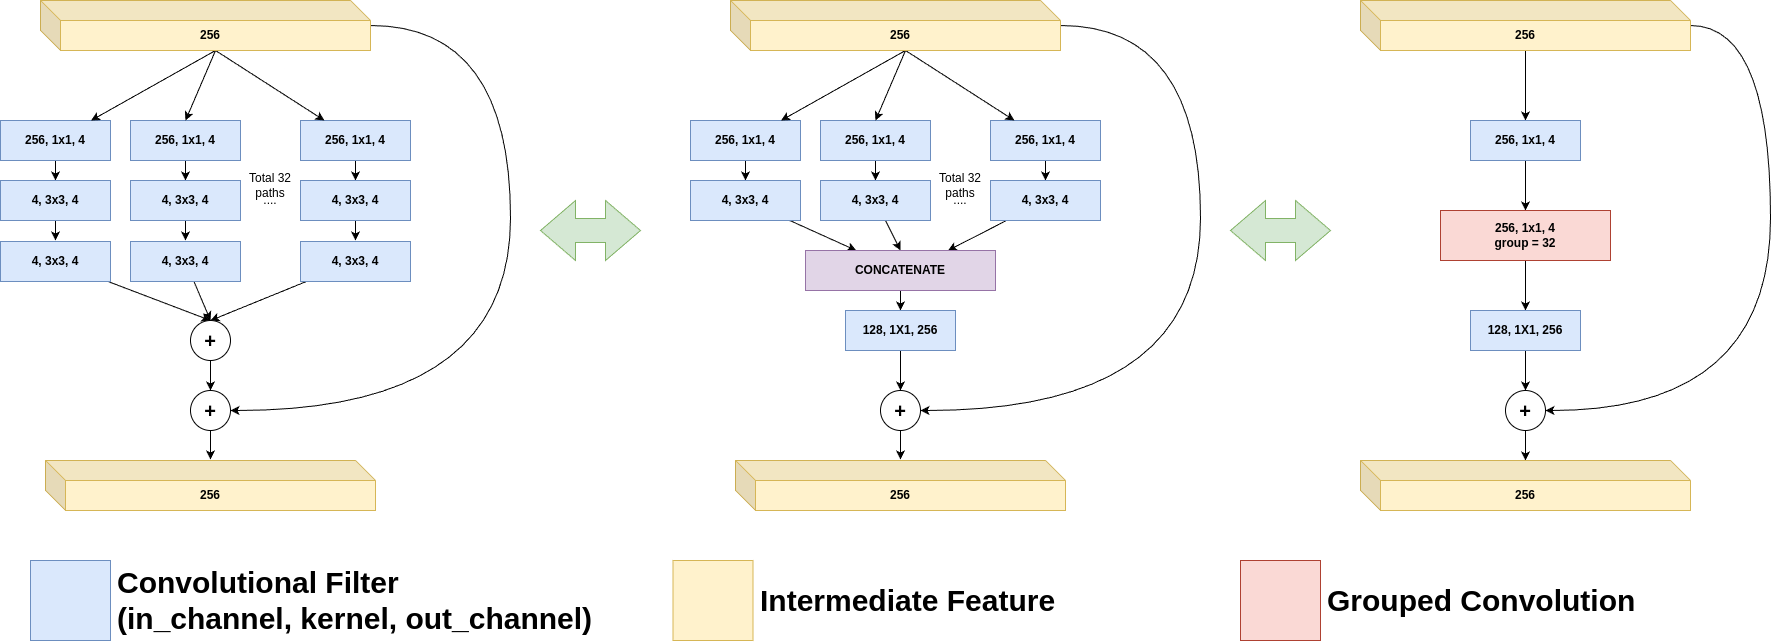 256
256, 1x1, 4
256, 1x1, 4
256, 1x1, 4
Total 32
paths
....
4, 3x3, 4
4, 3x3, 4
4, 3x3, 4
4, 3x3, 4
4, 3x3, 4
4, 3x3, 4
+
+
256
256
256, 1x1, 4
256, 1x1, 4
256, 1x1, 4
Total 32
paths
....
4, 3x3, 4
4, 3x3, 4
4, 3x3, 4
CONCATENATE
128, 1X1, 256
+
256
256
256, 1x1, 4
256, 1x1, 4
group = 32
128, 1X1, 256
+
256
Convolutional Filter
(in_channel, kernel, out_channel)
Intermediate Feature
Grouped Convolution